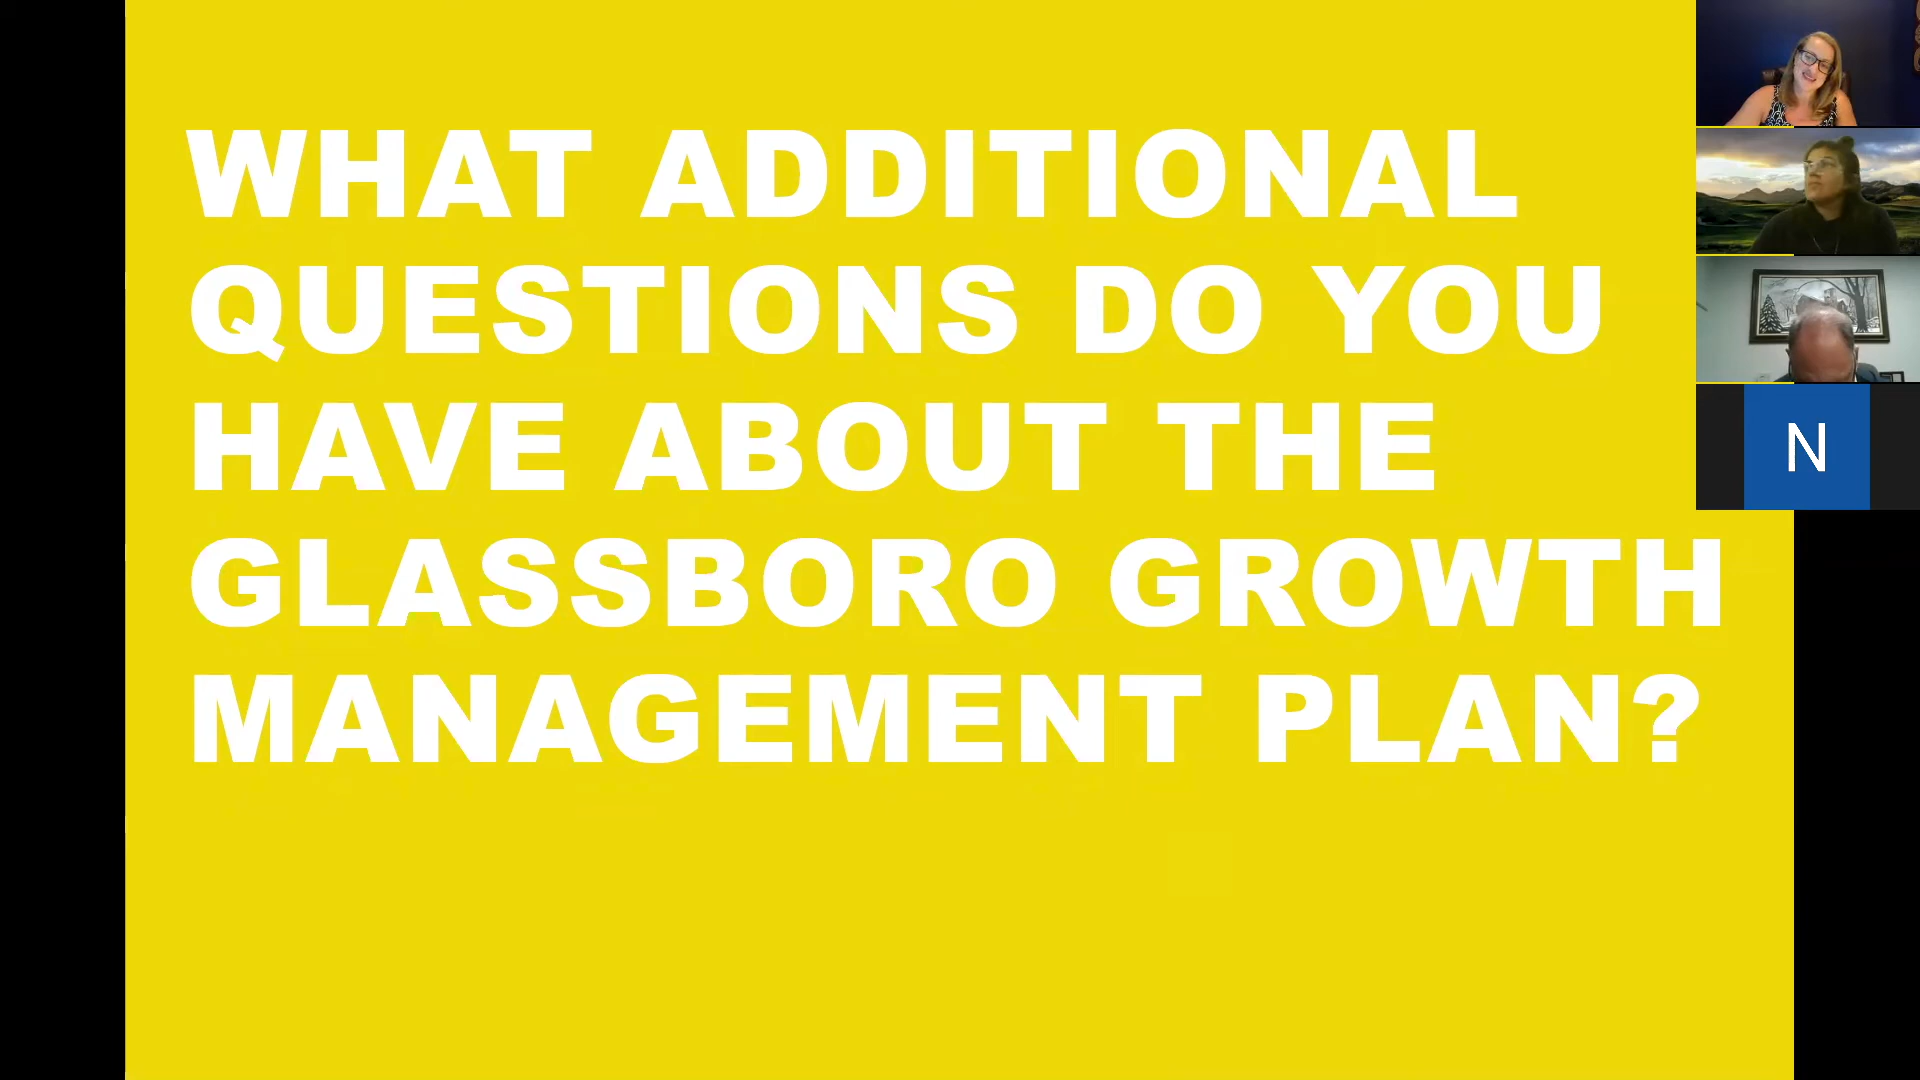 WHAT ADDITIONAL
QUESTIONS DO YOU
HAVE ABOUT THE
GLASSBORO GROWTH
MANAGEMENT PLAN?
N